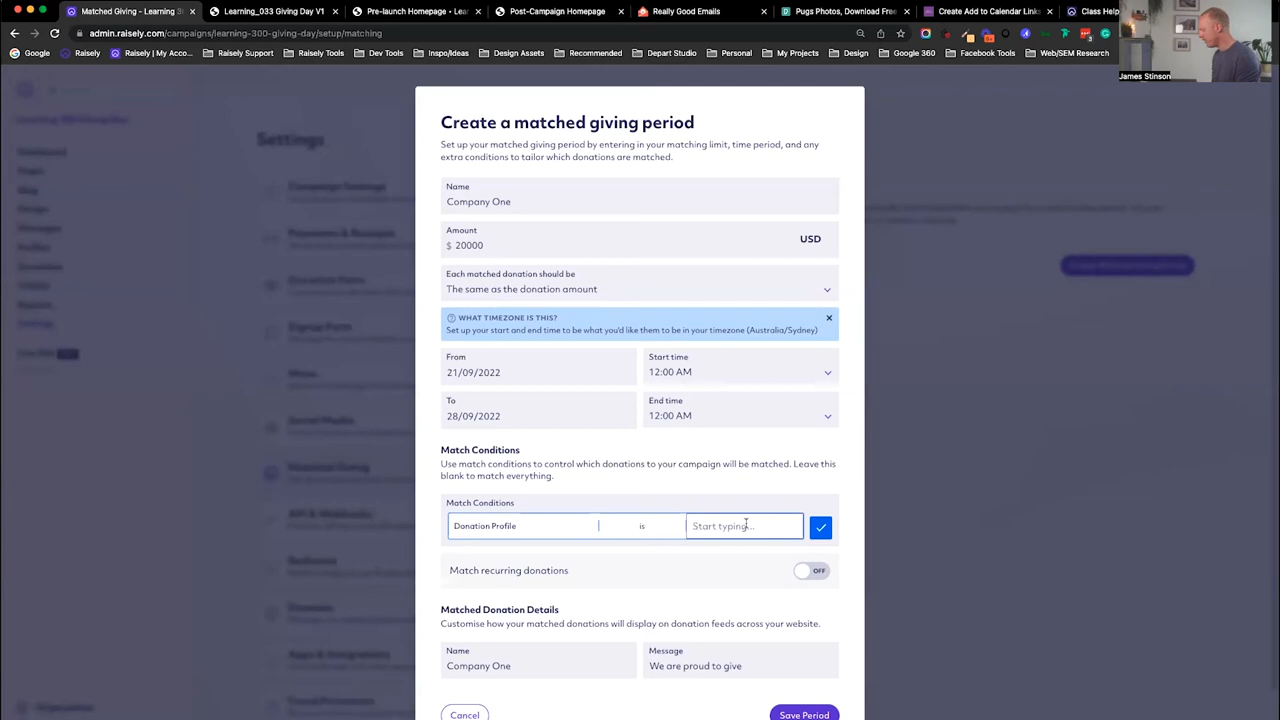 Matched Giving - Learning 3
Learning_033 Giving Day V1
Pre-launch Homepage - Learn
Post-Campaign Homepage
Really Good Emails
Pugs Photos, Download Free
Create Add to Calendar Links
Class Help
admin.raisely.com/campaigns/learning-300-giving-day/setup/matching
Google
Raisely
Raisely | My Acco...
Raisely Support
Raisely Learning
Raisely Dev
Inspo/Ideas
Recommended
Depart Studio
Personal
My Projects
Design
Google 360
Facebook Tools
Web/SEM Research
James Stinson
Settings
Create a matched giving period
Set up your matched giving period by entering in your matching limit, time period, and any
extra conditions to tailor which donations are matched.
Name
Company One
Amount
$ 20000
USD
Each matched donation should be
The same as the donation amount
WHAT TIMEZONE IS THIS?
Set up your start and end time to be what you'd like them to be in your timezone (Australia/Sydney)
From
21/09/2022
Start time
12:00 AM
To
28/09/2022
End time
12:00 AM
Match Conditions
Use match conditions to control which donations to your campaign will be matched. Leave this
blank to match everything.
Match Conditions
Donation Profile
is
Start typing...
Match recurring donations
OFF
Matched Donation Details
Customise how your matched donations will display on donation feeds across your website.
Name
Company One
Message
We are proud to give
Cancel
Save Period